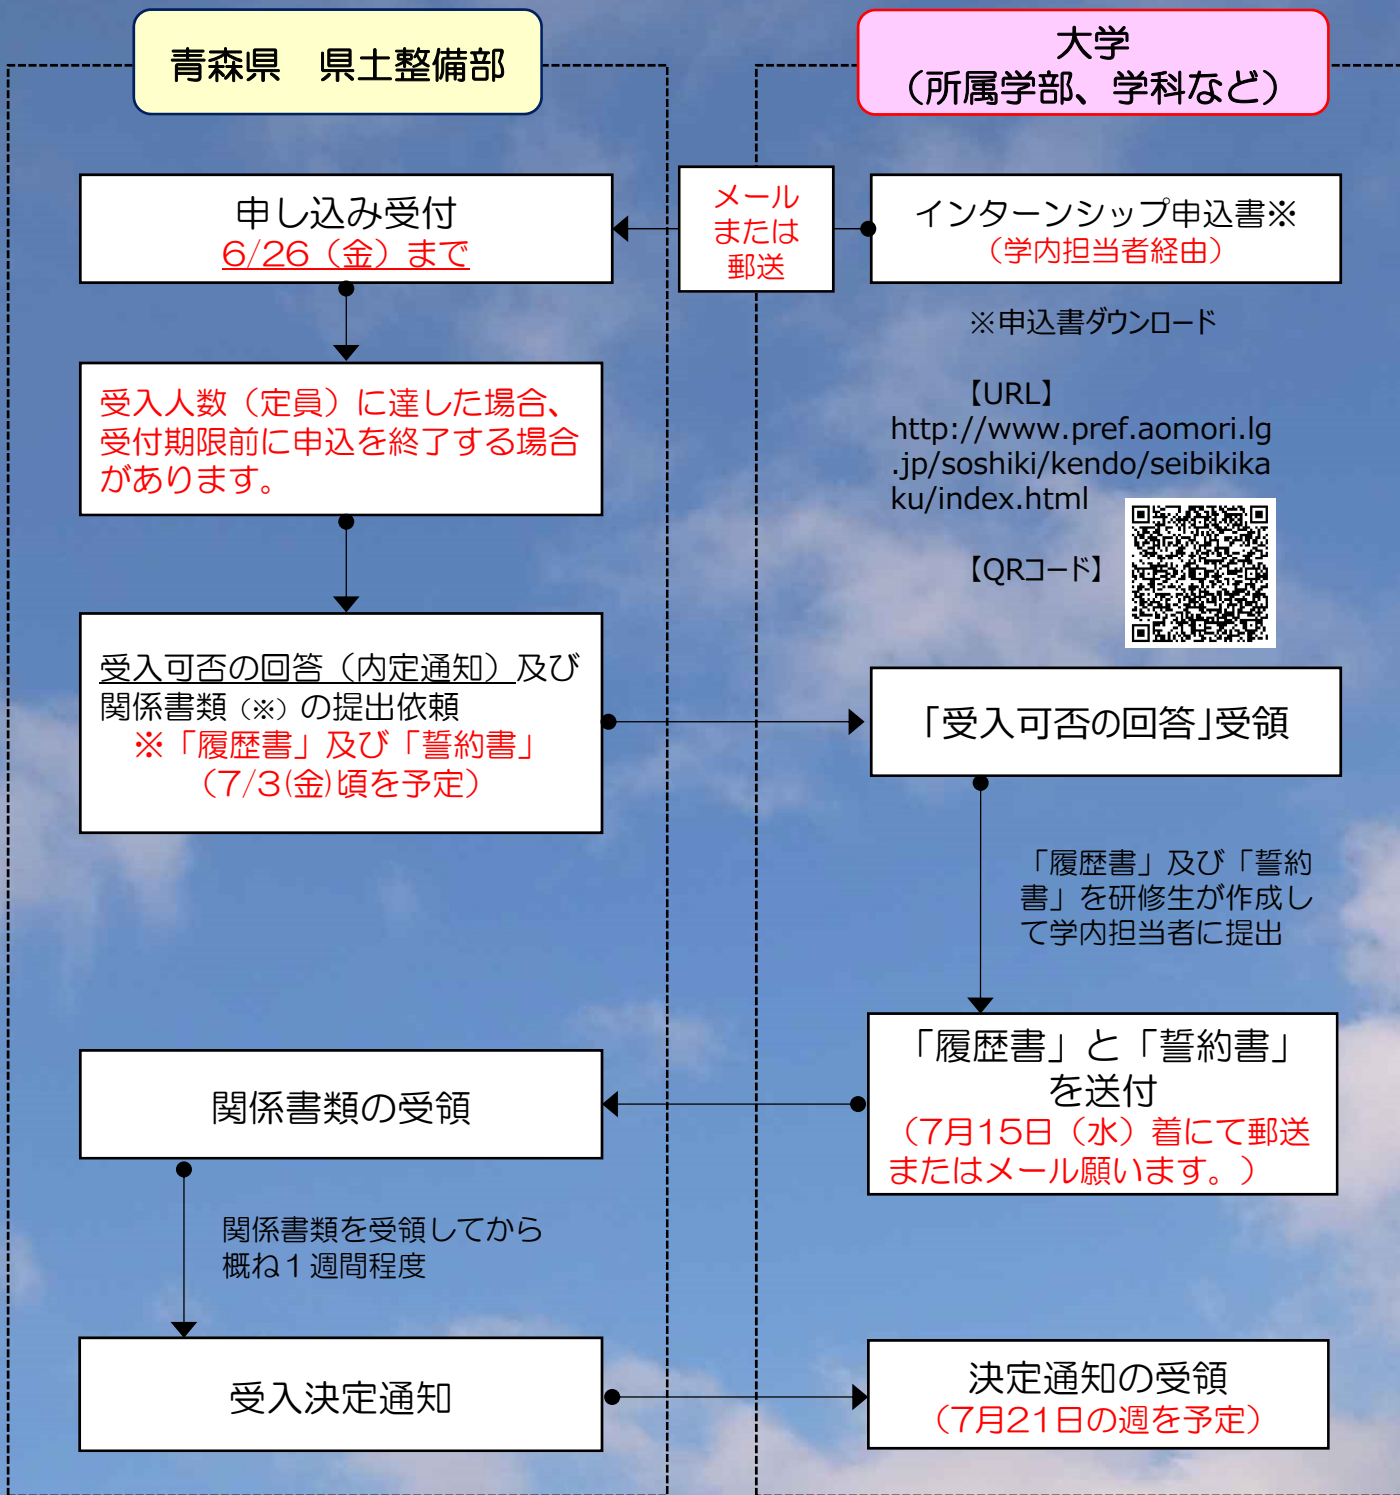 青森県　県土整備部
大学
（所属学部、学科など）
申し込み受付
6/26（金）まで
メール
または
郵送
インターンシップ申込書※
（学内担当者経由）
※申込書ダウンロード
【URL】
http://www.pref.aomori.lg
.jp/soshiki/kendo/seibikika
ku/index.html
【QRコード】
受入人数（定員）に達した場合、
受付期限前に申込を終了する場合
があります。
受入可否の回答（内定通知）及び
関係書類（※）の提出依頼
※「履歴書」及び「誓約書」
（7/3(金)頃を予定）
「受入可否の回答」受領
「履歴書」及び「誓約
書」を研修生が作成し
て学内担当者に提出
「履歴書」と「誓約書」
を送付
（7月15日（水）着にて郵送
またはメール願います。）
関係書類の受領
関係書類を受領してから
概ね１週間程度
受入決定通知
決定通知の受領
（7月21日の週を予定）